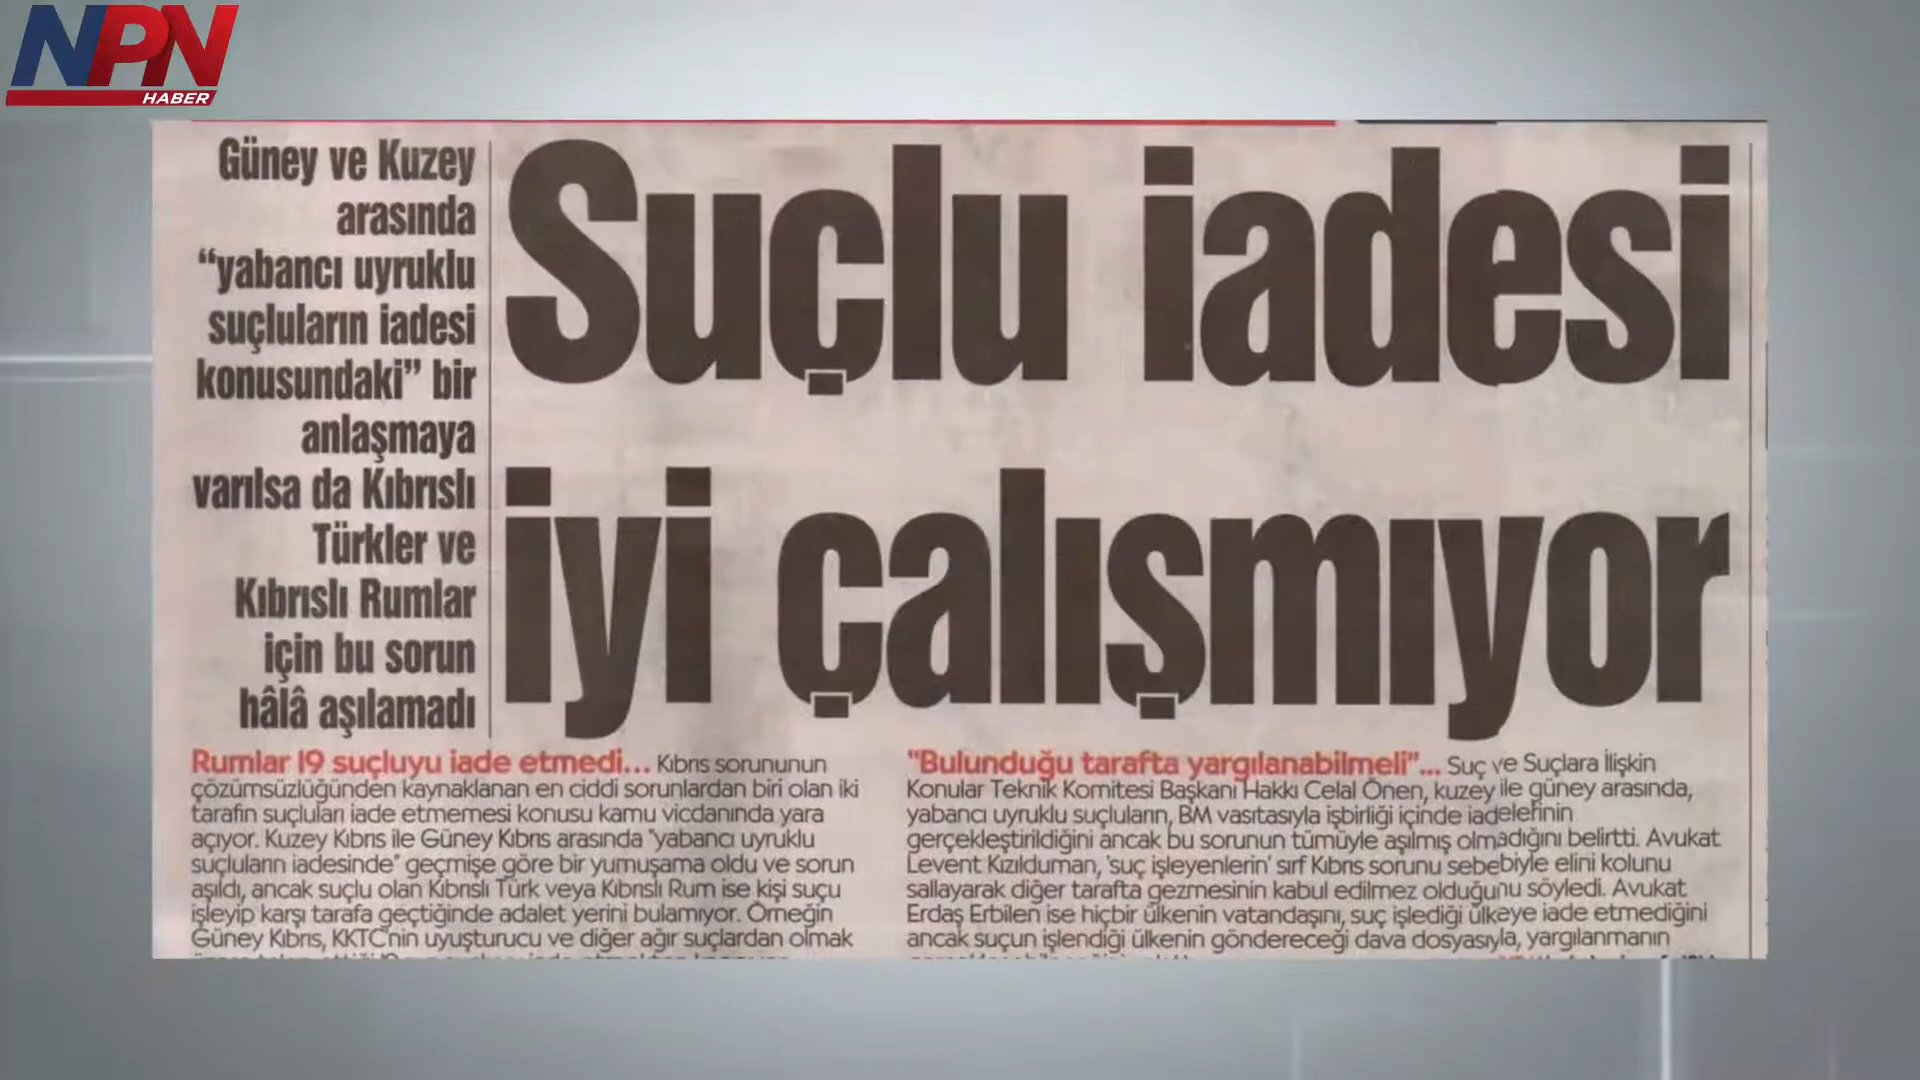 NPN
HABER
Güney ve Kuzey
arasında
“yabancı uyruklu
suçluların iadesi
konusundaki” bir
anlaşmaya
varılsa da Kıbrıslı
Türkler ve
Kıbrıslı Rumlar
için bu sorun
hâlâ aşılamadı
Suçlu iadesi
iyi çalışmıyor
Rumlar 19 suçluyu iade etmedi... Kıbrıs sorununun
çözümsüzlüğünden kaynaklanan en ciddi sorunlardan biri olan iki
tarafın suçluları iade etmemesi konusu kamu vicdanında yara
açıyor. Kuzey Kıbrıs ile Güney Kıbrıs arasında "yabancı uyruklu
suçluların iadesinde" geçmişe göre bir yumuşama oldu ve sorun
aşıldı, ancak suçlu olan Kıbrıslı Türk veya Kıbrıslı Rum ise kişi suçu
işleyip karşı tarafa geçtiğinde adalet yerini bulamıyor. Örneğin
Güney Kıbrıs, KKTC'nin uyuşturucu ve diğer ağır suçlardan olmak
"Bulunduğu tarafta yargılanabilmeli"... Suç ve Suçlara İlişkin
Konular Teknik Komitesi Başkanı Hakkı Celal Önen, kuzey ile güney arasında,
yabancı uyruklu suçluların, BM vasıtasıyla işbirliği içinde iadelerinin
gerçekleştirildiğini ancak bu sorunun tümüyle aşılmış olmadığını belirtti. Avukat
Levent Kızılduman, 'suç işleyenlerin' sırf Kıbrıs sorunu sebebiyle elini kolunu
sallayarak diğer tarafta gezmesinin kabul edilmez olduğunu söyledi. Avukat
Erdaş Erbilen ise hiçbir ülkenin vatandaşını, suç işlediği ülkeye iade etmediğini
ancak suçun işlendiği ülkenin göndereceği dava dosyasıyla, yargılanmanın